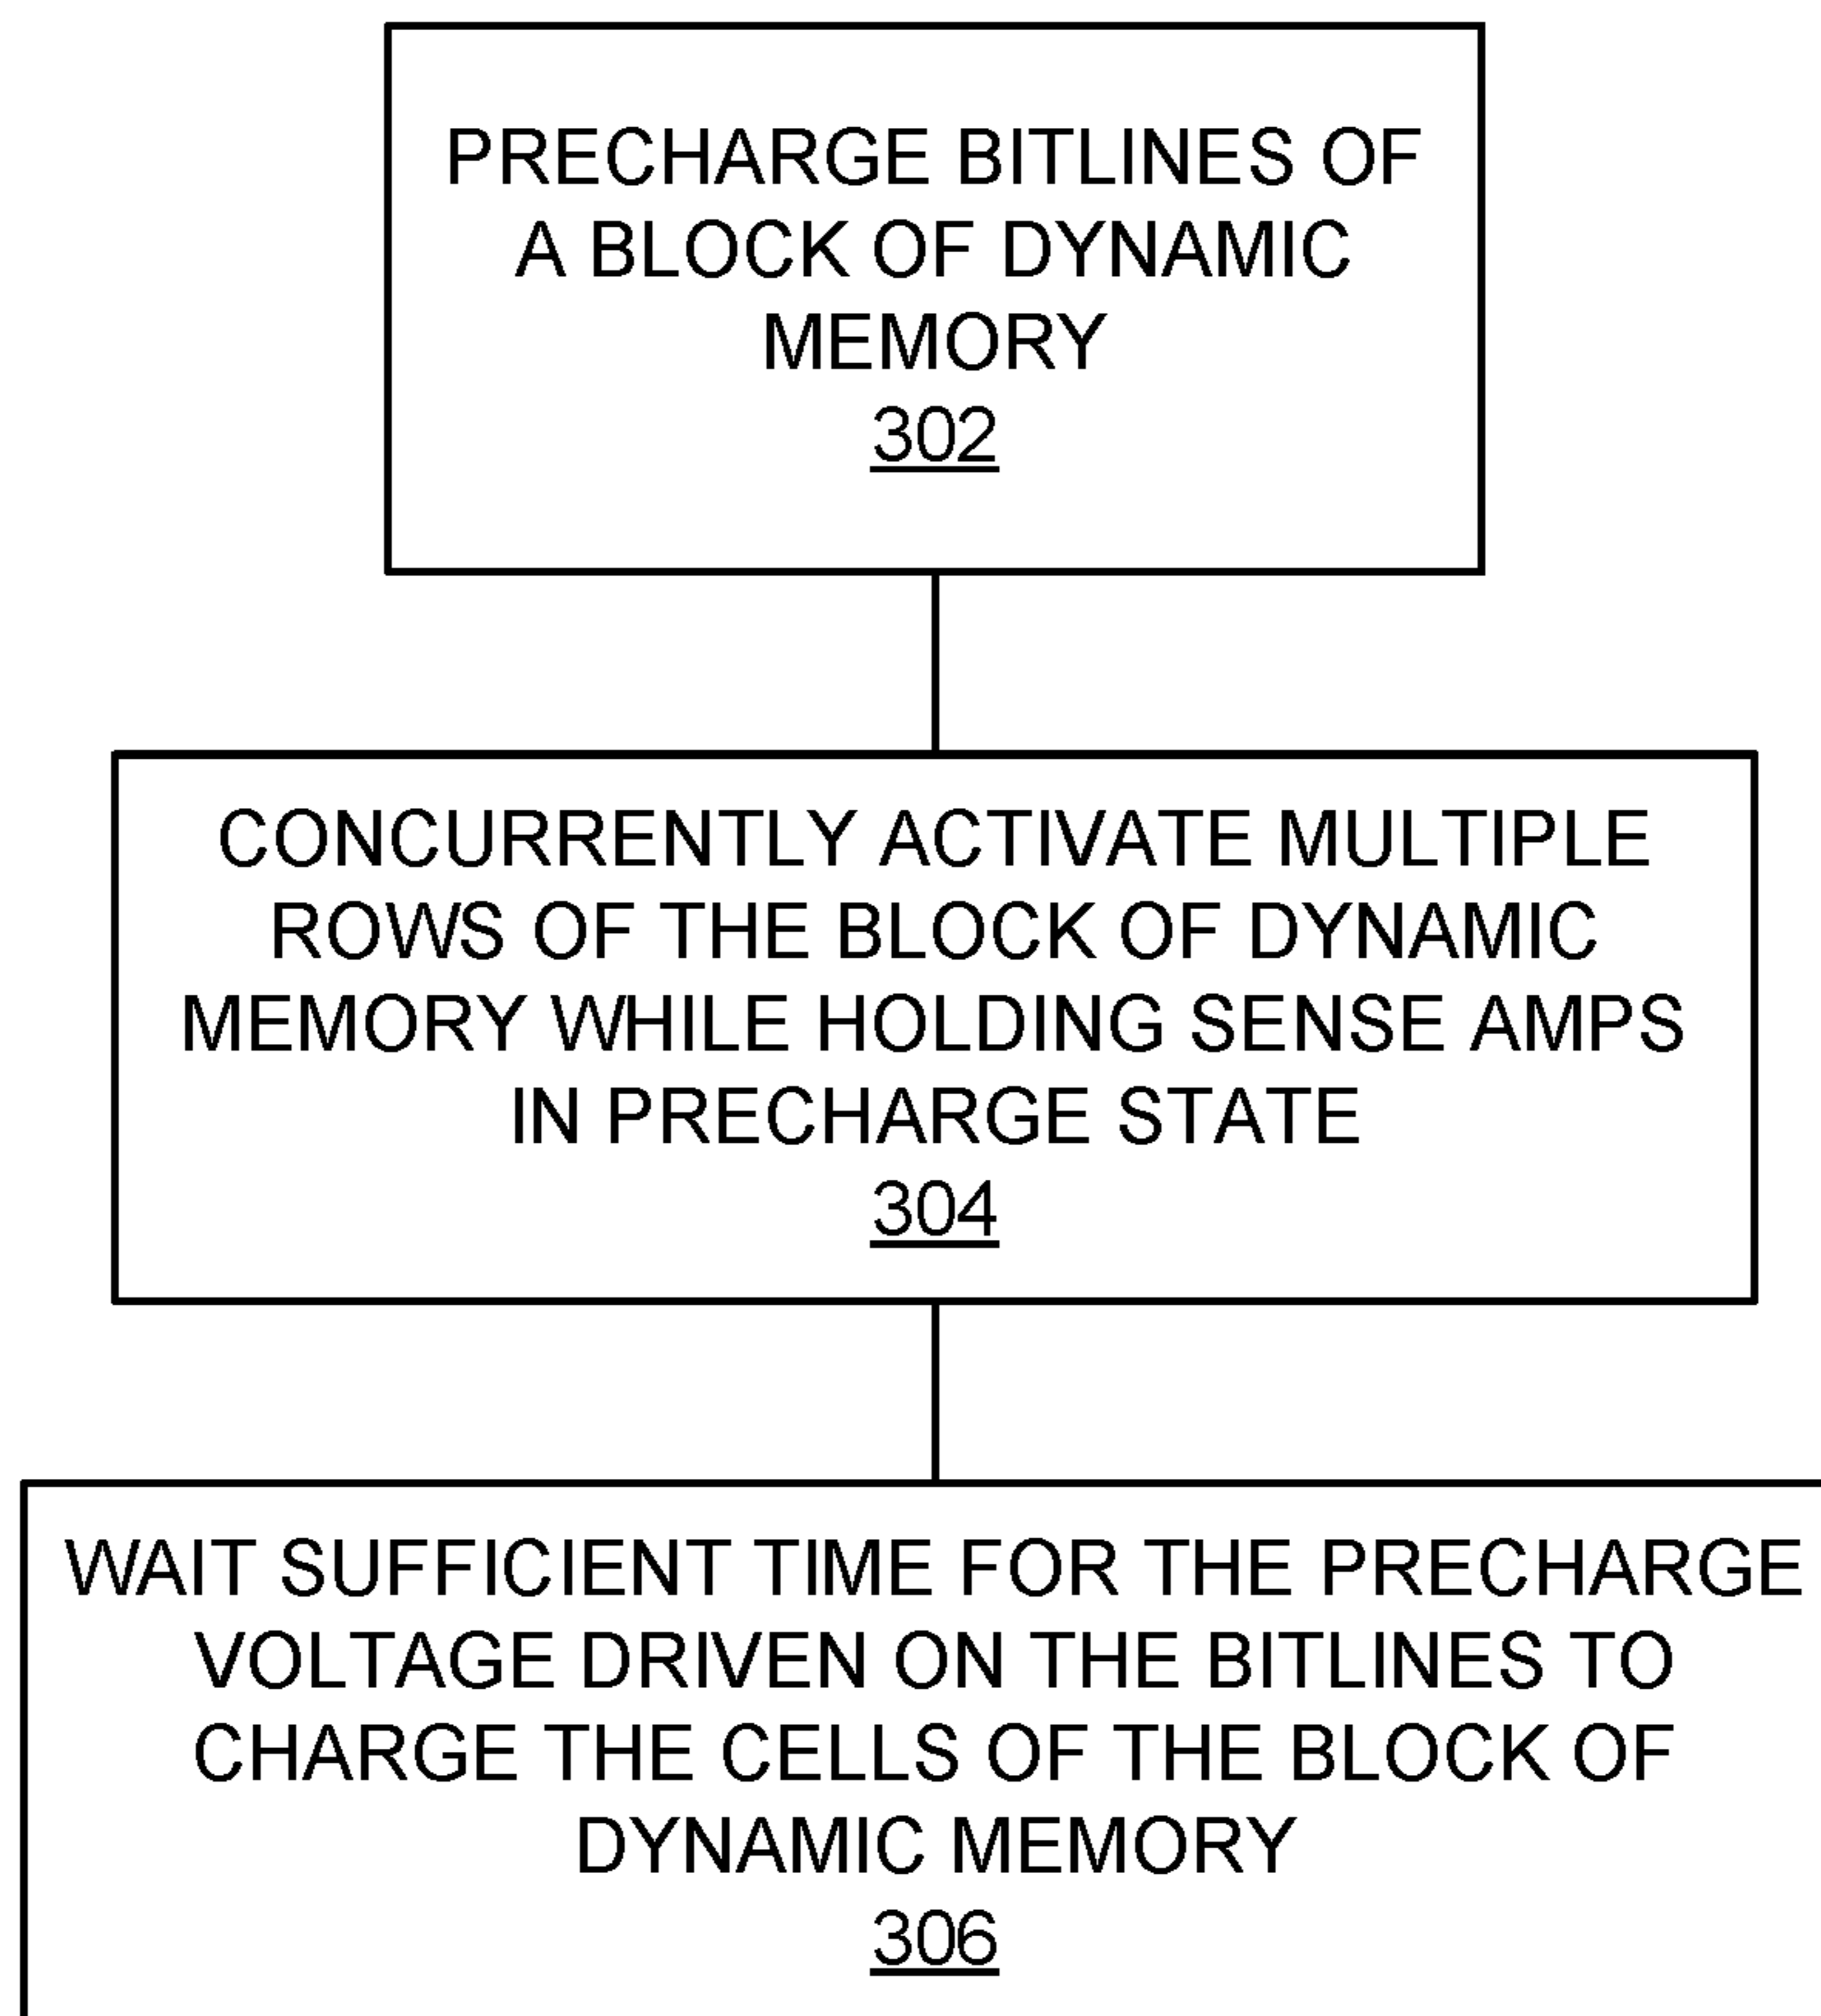 PRECHARGE BITLINES OF
A BLOCK OF DYNAMIC
MEMORY
302
CONCURRENTLY ACTIVATE MULTIPLE
ROWS OF THE BLOCK OF DYNAMIC
MEMORY WHILE HOLDING SENSE AMPS
IN PRECHARGE STATE
304
WAIT SUFFICIENT TIME FOR THE PRECHARGE
VOLTAGE DRIVEN ON THE BITLINES TO
CHARGE THE CELLS OF THE BLOCK OF
DYNAMIC MEMORY
306